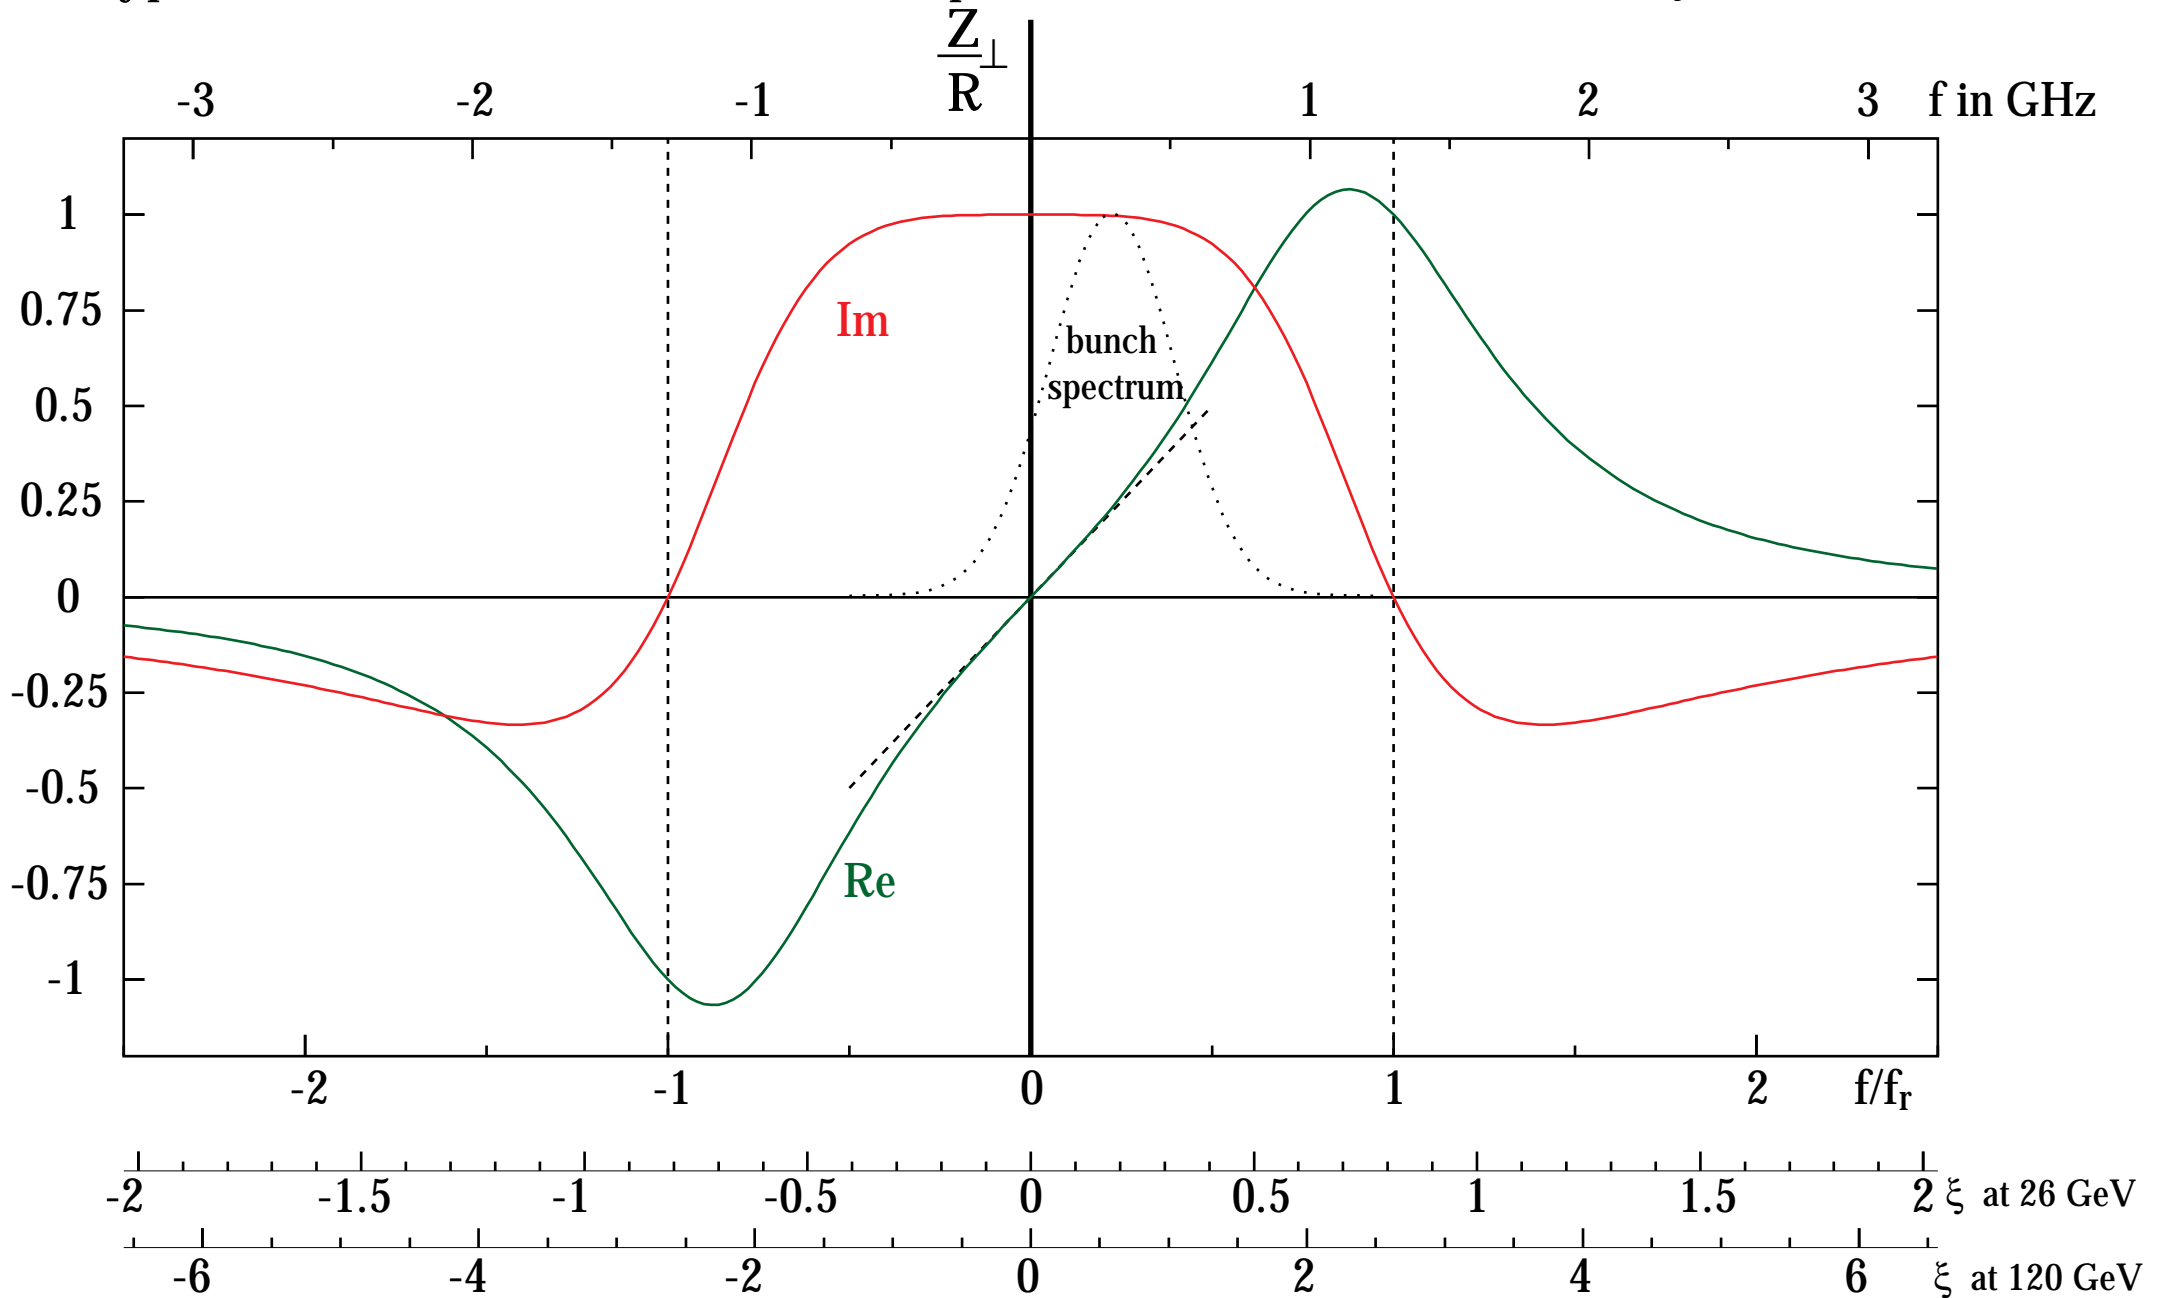 Z⊥
R
-3 -2 -1 1 2 3 f in GHz
1
0.75
Im
bunch
0.5
spectrum
0.25
0
-0.25
-0.5
-0.75
Re
-1
-2 -1 0 1 2 f/fr
-2 -1.5 -1 -0.5 0 0.5 1 1.5 2 ξ at 26 GeV
-6 -4 -2 0 2 4 6 ξ at 120 GeV